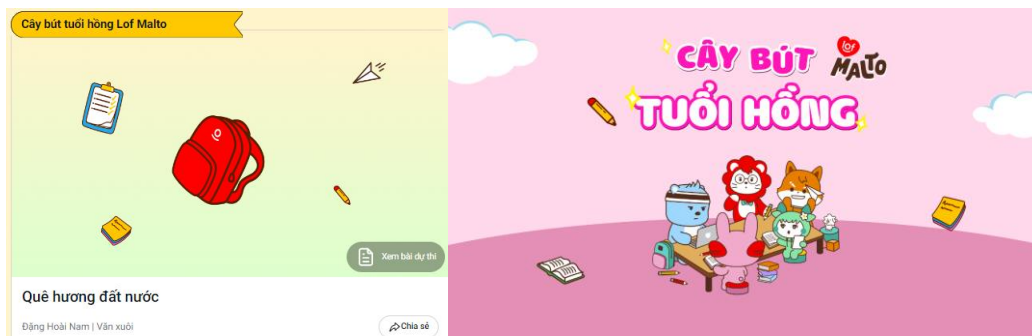 Cây bút tuổi hồng Lof Malto
Xem bài dự thi
Quê hương đất nước
Đặng Hoài Nam | Văn xuôi
Chia sẻ
CÂY BÚT
lof
MALTO
TUỔI HỒNG